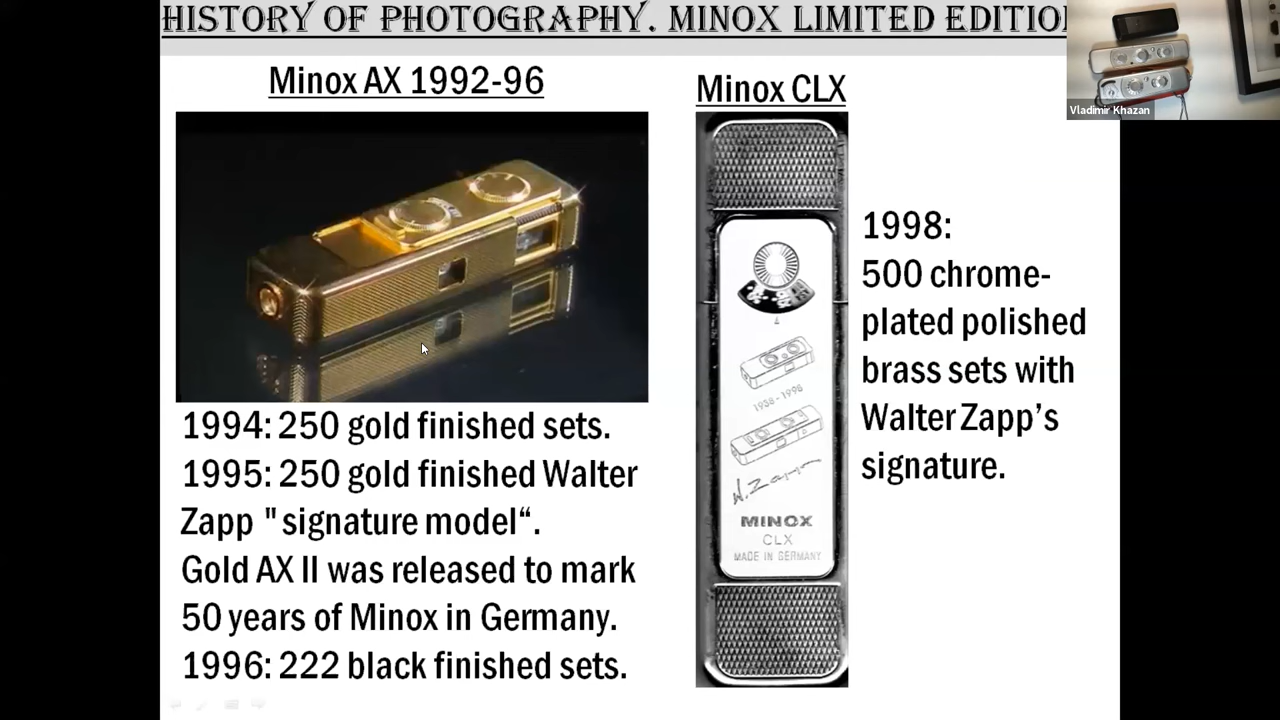 HISTORY OF PHOTOGRAPHY. MINOX LIMITED EDITIO
Vladimir Khazan
Minox AX 1992-96
1994: 250 gold finished sets.
1995: 250 gold finished Walter
Zapp "signature model“.
Gold AX II was released to mark
50 years of Minox in Germany.
1996: 222 black finished sets.
Minox CLX
1938-1998
W. Zapp
MINOX
CLX
MADE IN GERMANY
1998:
500 chrome-
plated polished
brass sets with
Walter Zapp’s
signature.